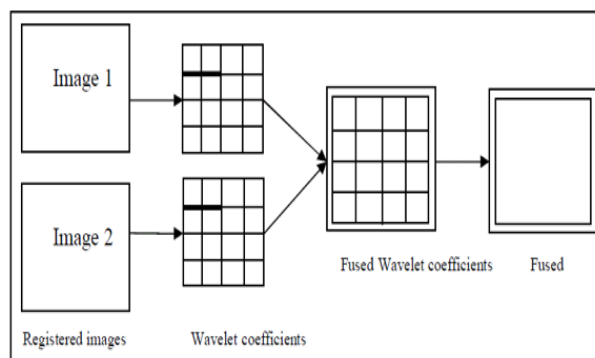 Image 1
Image 2
Fused Wavelet coefficients
Fused
Registered images
Wavelet coefficients